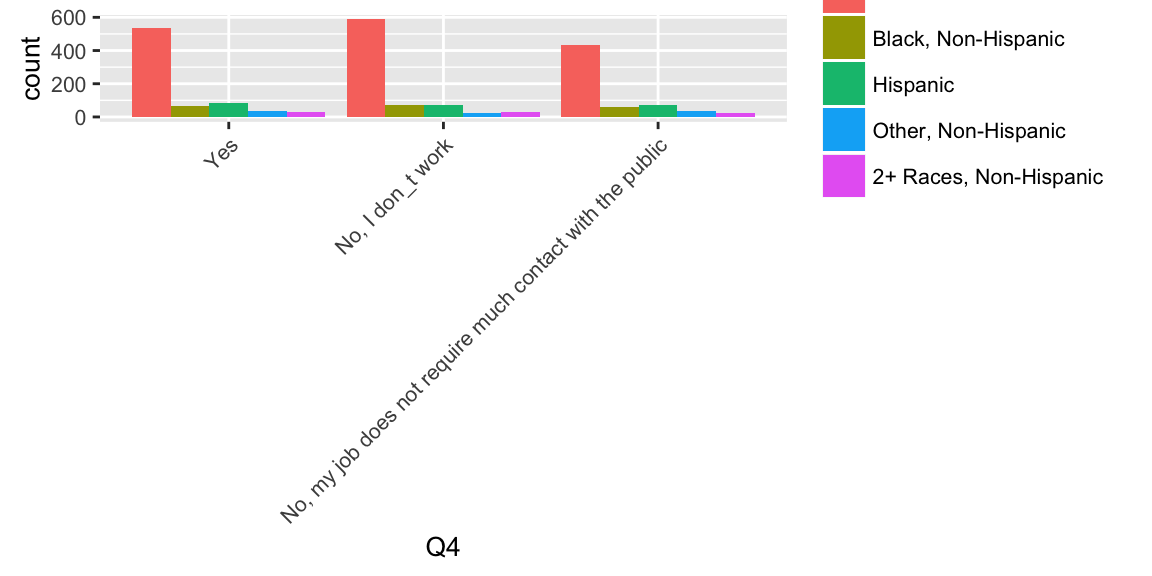 count
600
400
200
0
Yes
No, I don_t work
No, my job does not require much contact with the public
Q4
Black, Non-Hispanic
Hispanic
Other, Non-Hispanic
2+ Races, Non-Hispanic